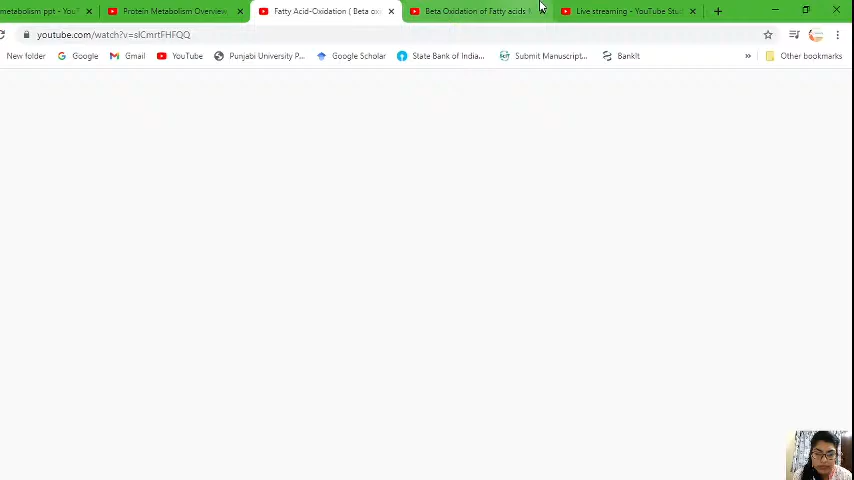 metabolism ppt - YouT
Protein Metabolism Overview
Fatty Acid-Oxidation ( Beta ox
Beta Oxidation of Fatty acids
Live streaming - YouTube Stud
youtube.com/watch?v=slCmrtFHFQQ
New folder
Google
Gmail
YouTube
Punjabi University P...
Google Scholar
State Bank of India...
Submit Manuscript...
BankIt
Other bookmarks